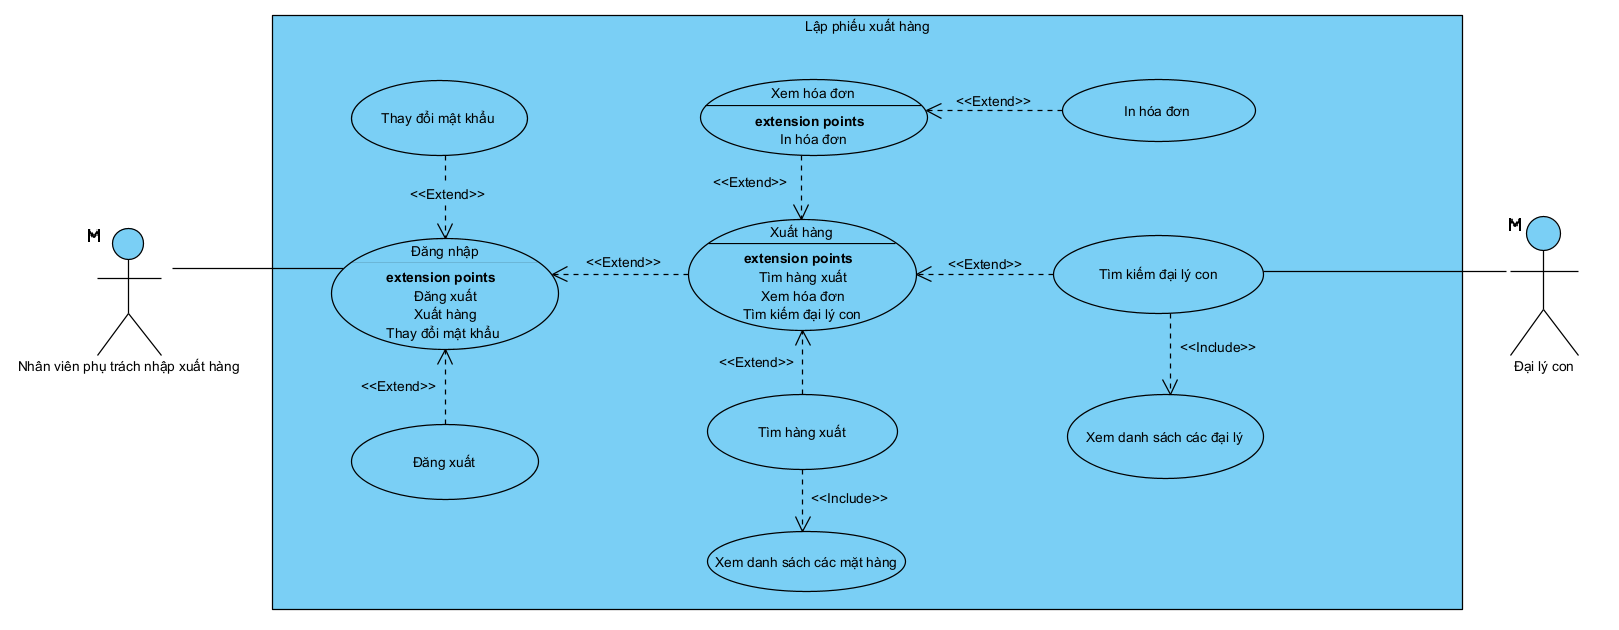 Lập phiếu xuất hàng
Thay đổi mật khẩu
<<Extend>>
Đăng nhập
extension points
Đăng xuất
Xuất hàng
Thay đổi mật khẩu
<<Extend>>
Đăng xuất
Nhân viên phụ trách nhập xuất hàng
<<Extend>>
Xem hóa đơn
extension points
In hóa đơn
<<Extend>>
In hóa đơn
<<Extend>>
Xuất hàng
extension points
Tìm hàng xuất
Xem hóa đơn
Tìm kiếm đại lý con
<<Extend>>
Tìm kiếm đại lý con
<<Extend>>
Tìm hàng xuất
<<Include>>
Xem danh sách các mặt hàng
<<Include>>
Xem danh sách các đại lý
Đại lý con